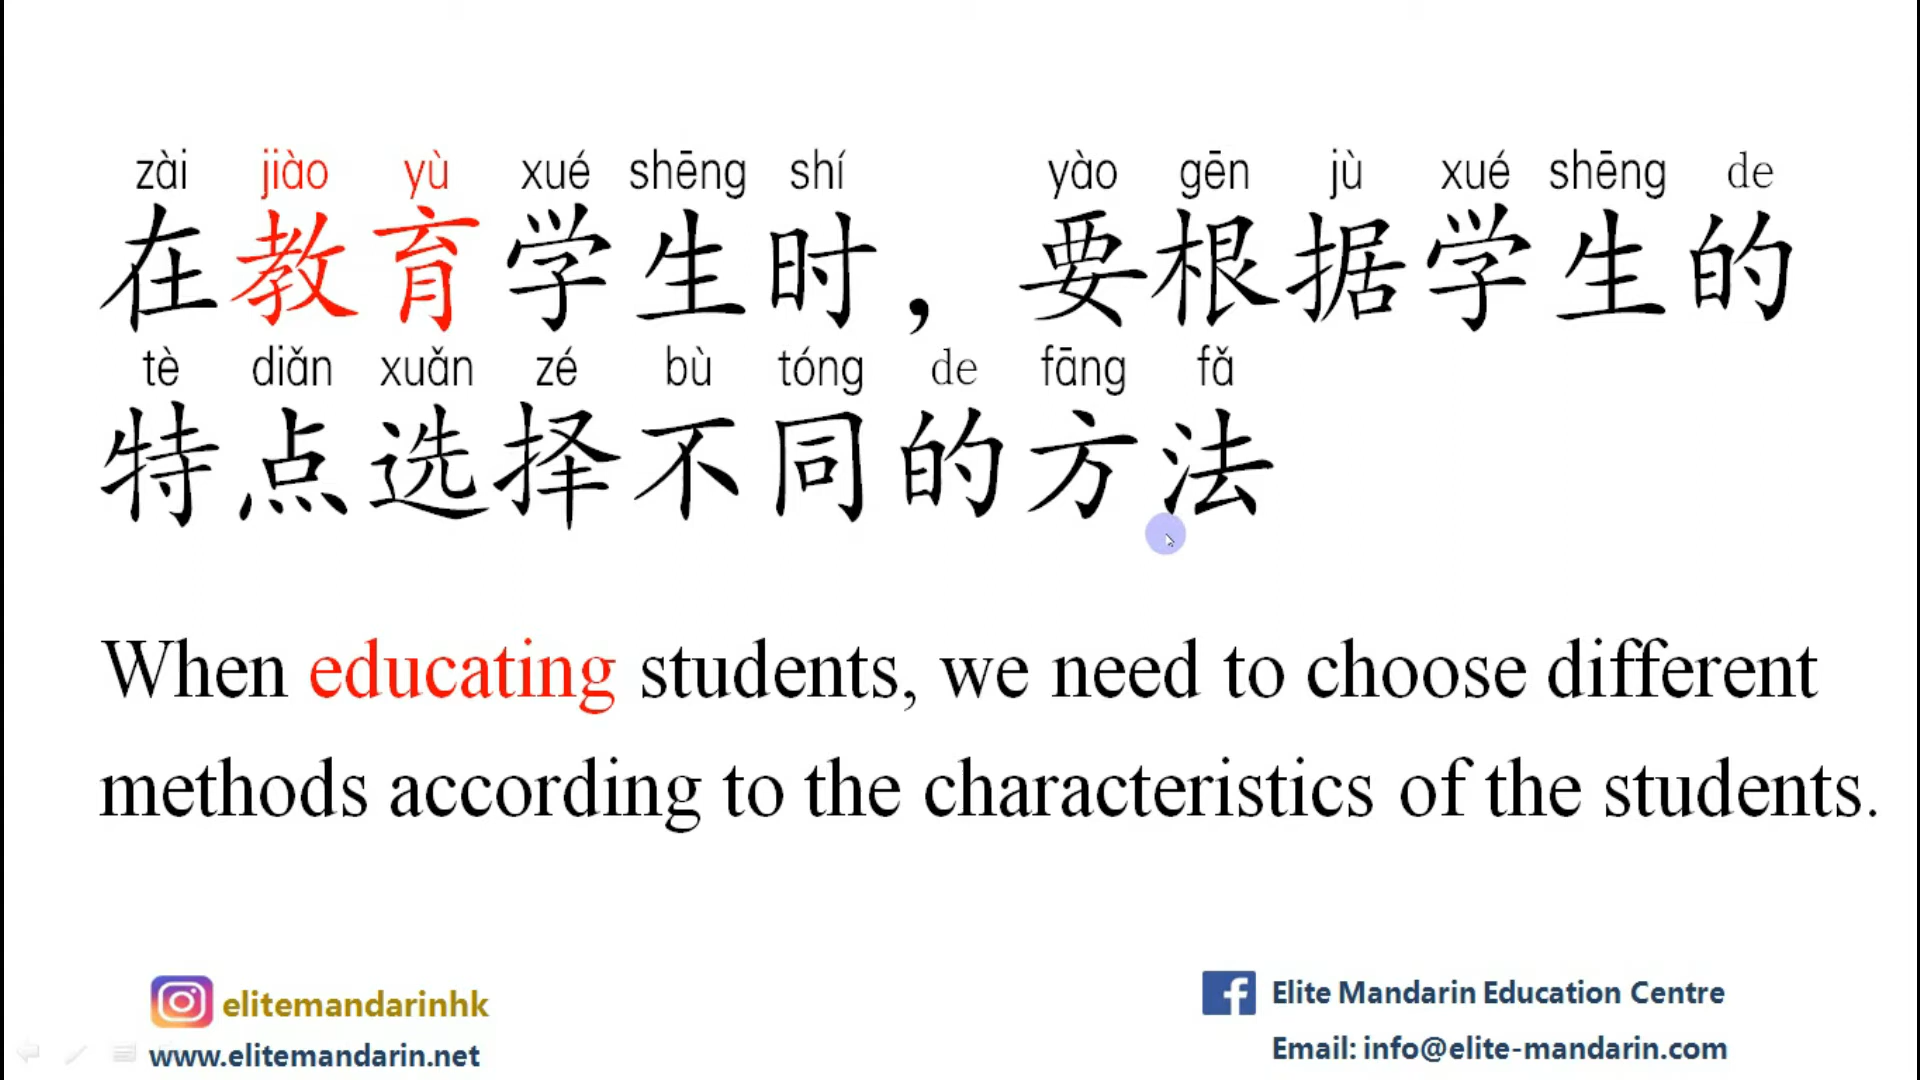 zài jiào yù xué shēng shí yào gēn jù xué shēng de
在教育学生时，要根据学生的
tè diǎn xuǎn zé bù tóng de fāng fǎ
特点选择不同的方法
When educating students, we need to choose different
methods according to the characteristics of the students.
elitemandarinhk
www.elitemandarin.net
Elite Mandarin Education Centre
Email: info@elite-mandarin.com